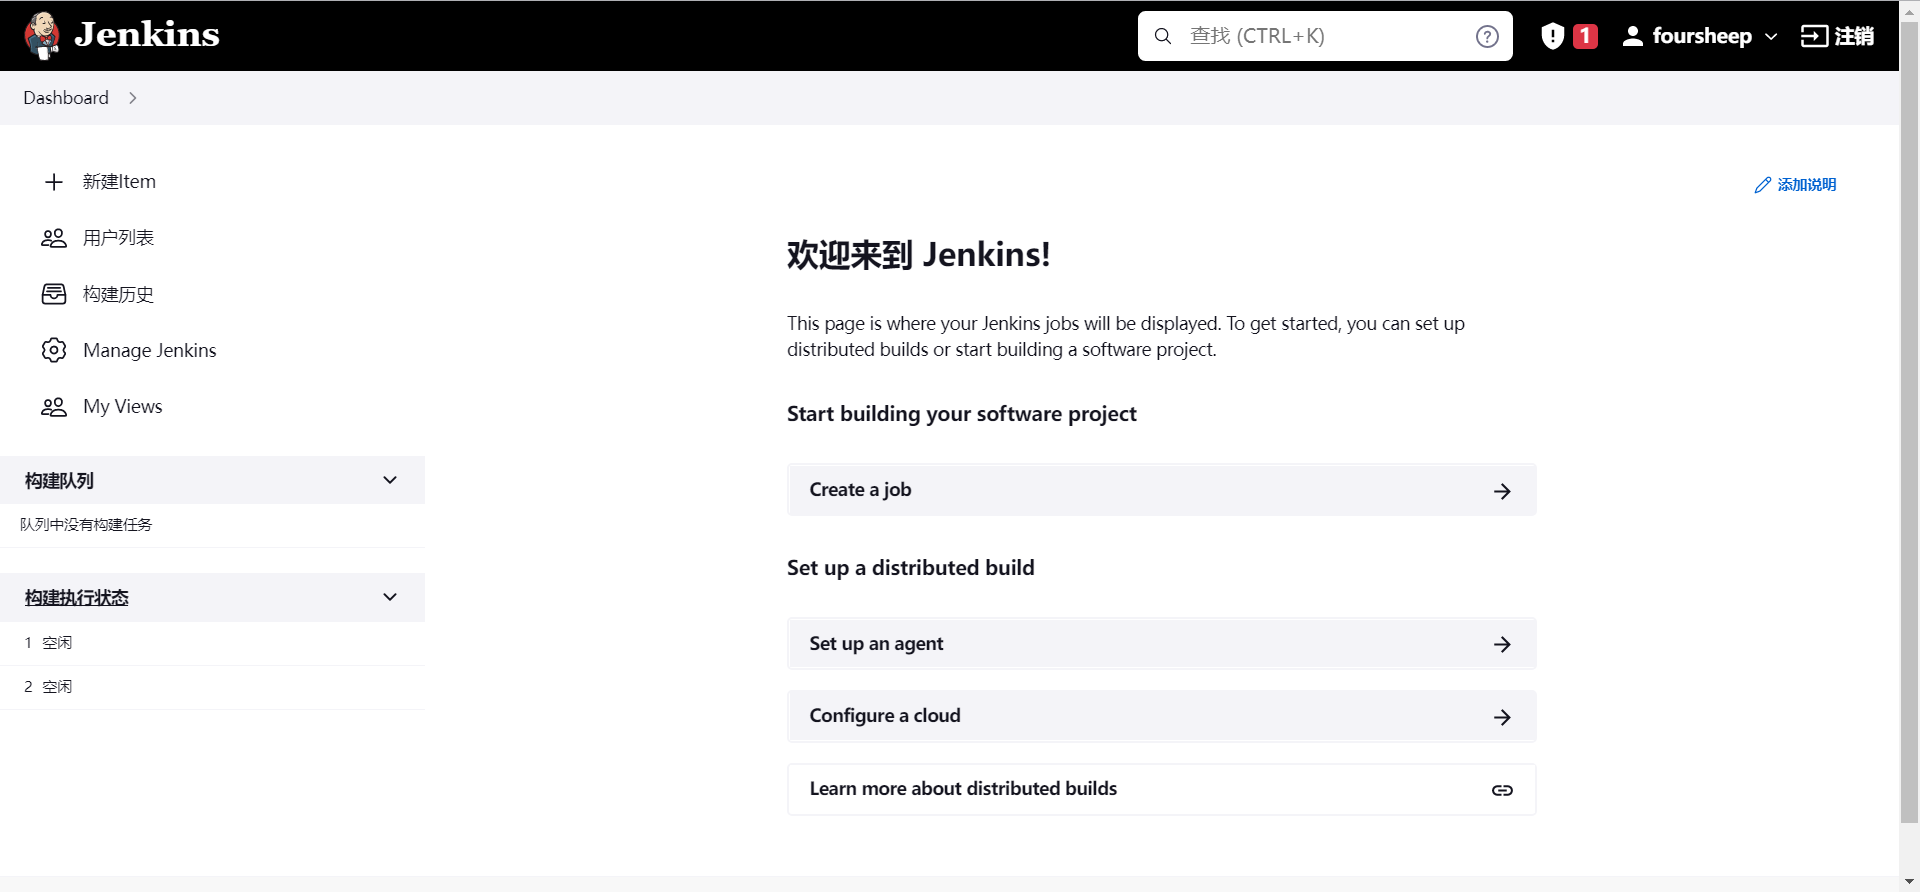 Jenkins
查找 (CTRL+K)
1
foursheep
注销
Dashboard
新建Item
用户列表
构建历史
Manage Jenkins
My Views
构建队列
队列中没有构建任务
构建执行状态
1 空闲
2 空闲
添加说明
欢迎来到 Jenkins!
This page is where your Jenkins jobs will be displayed. To get started, you can set up
distributed builds or start building a software project.
Start building your software project
Create a job
Set up a distributed build
Set up an agent
Configure a cloud
Learn more about distributed builds